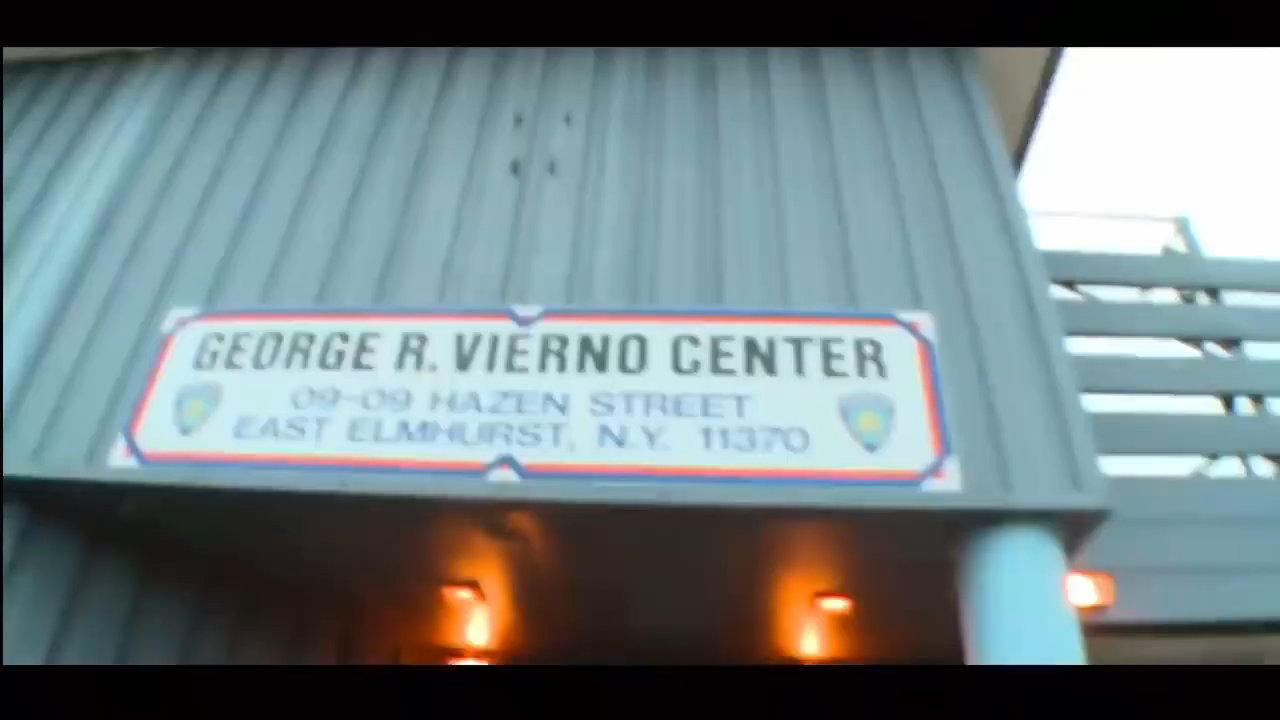 GEORGE R. VIERNO CENTER
09-09 HAZEN STREET
EAST ELMHURST, N.Y. 11370